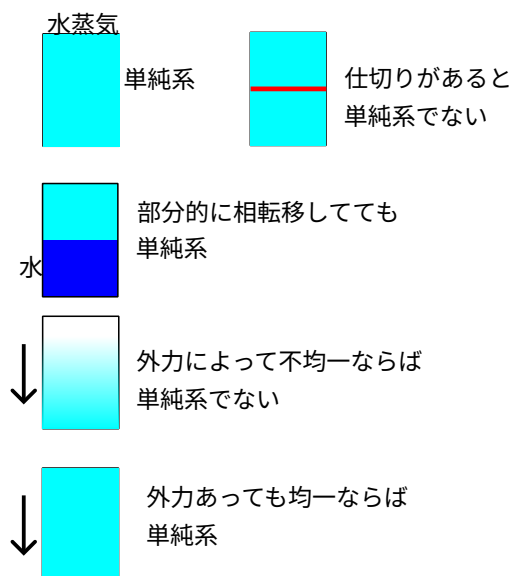 水蒸気
単純系
仕切りがあると
単純系でない
部分的に相転移してても
単純系
水
外力によって不均一ならば
単純系でない
外力あっても均一ならば
単純系